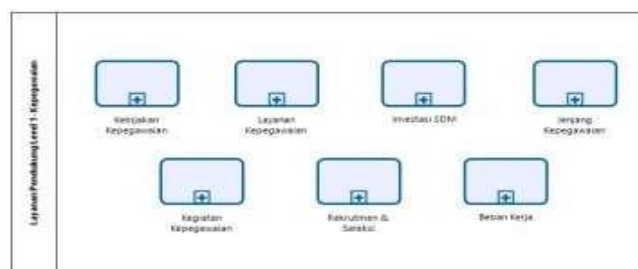 Layanan Pendukung Level 1- Kepegawaian
Kebijakan
Kepegawaian
Layanan
Kepegawaian
Investasi SDM
Jenjang
Kepegawaian
Kegiatan
Kepegawaian
Rekrutmen &
Seleksi
Beban Kerja